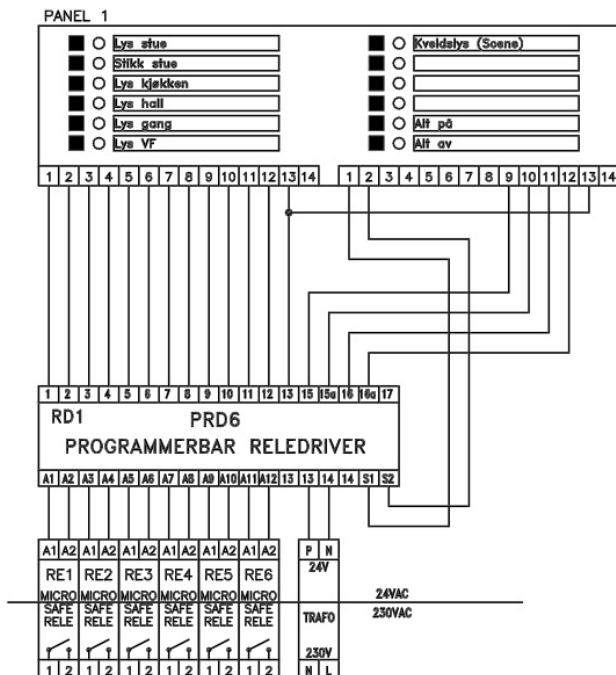 PANEL 1
Lys stue
Stikk stue
Lys kjøkken
Lys hall
Lys gang
Lys VF
Kveldslys (Scene)
Alt på
Alt av
1 2 3 4 5 6 7 8 9 10 11 12 13 14
1 2 3 4 5 6 7 8 9 10 11 12 13 14
1 2 3 4 5 6 7 8 9 10 11 12 13 15 15a 16 16a 17
RD1 PRD6
PROGRAMMERBAR RELEDRIVER
A1 A2 A3 A4 A5 A6 A7 A8 A9 A10 A11 A12 13 13 14 14 S1 S2
A1 A2 A1 A2 A1 A2 A1 A2 A1 A2 A1 A2 P N
RE1 RE2 RE3 RE4 RE5 RE6 24V
MICRO MICRO MICRO MICRO MICRO MICRO 24VAC
SAFE SAFE SAFE SAFE SAFE SAFE 230VAC
RELE RELE RELE RELE RELE RELE TRAFO
230V
1 2 1 2 1 2 1 2 1 2 1 2 N L